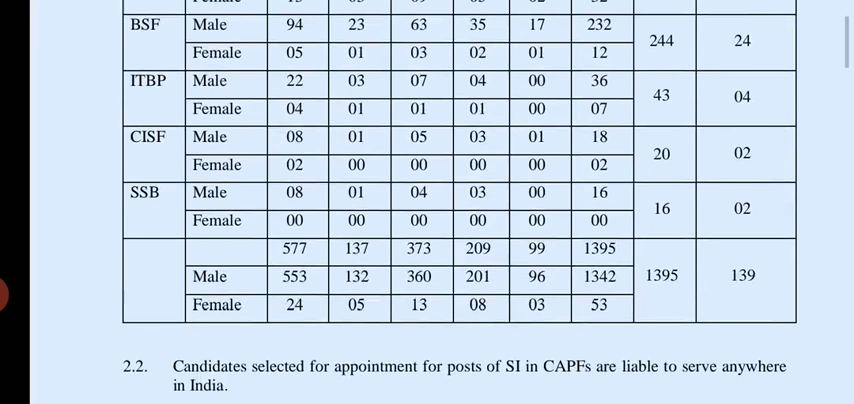 BSF Male 94 23 63 35 17 232 244 24
Female 05 01 03 02 01 12
ITBP Male 22 03 07 04 00 36 43 04
Female 04 01 01 01 00 07
CISF Male 08 01 05 03 01 18 20 02
Female 02 00 00 00 00 02
SSB Male 08 01 04 03 00 16 16 02
Female 00 00 00 00 00 00
577 137 373 209 99 1395 1395 139
Male 553 132 360 201 96 1342
Female 24 05 13 08 03 53
2.2. Candidates selected for appointment for posts of SI in CAPFs are liable to serve anywhere
in India.